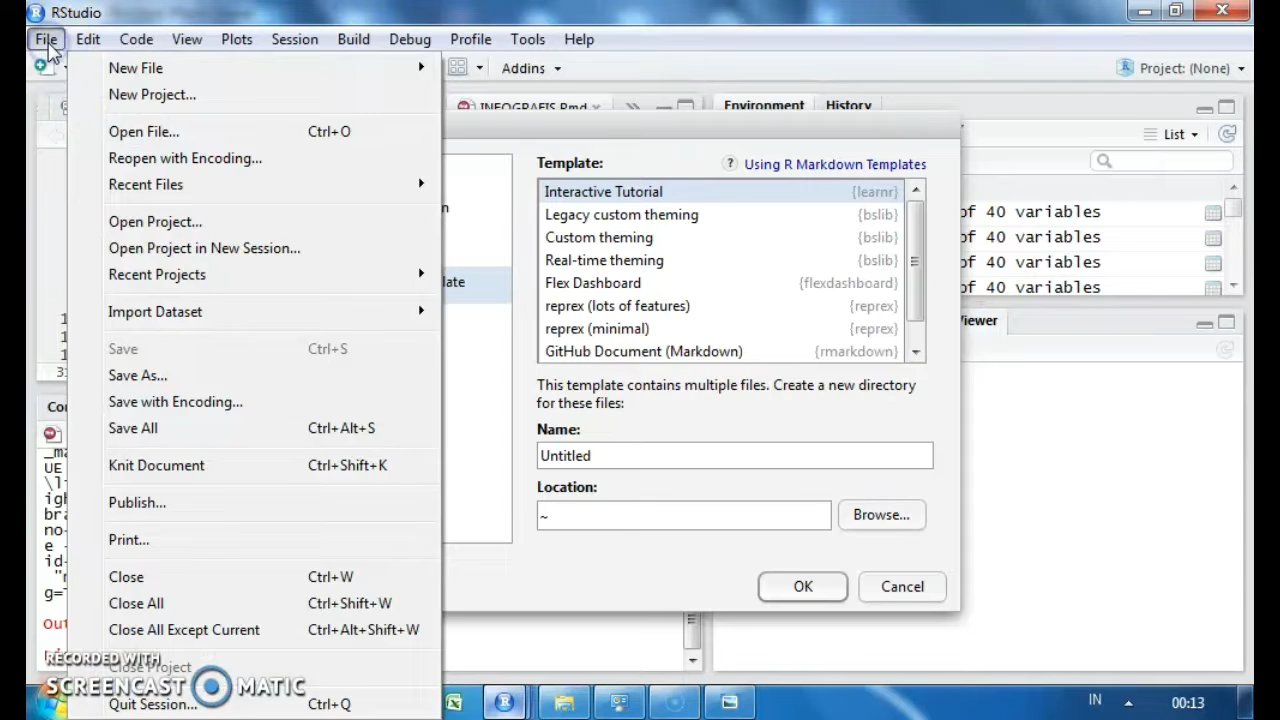 RStudio
File Edit Code View Plots Session Build Debug Profile Tools Help
Addins
Project: (None)
New File
New Project...
Open File... Ctrl+O
Reopen with Encoding...
Recent Files
Open Project...
Open Project in New Session...
Recent Projects
Import Dataset
Save Ctrl+S
Save As...
Save with Encoding...
Save All Ctrl+Alt+S
Knit Document Ctrl+Shift+K
Publish...
Print...
Close Ctrl+W
Close All Ctrl+Shift+W
Close All Except Current Ctrl+Alt+Shift+W
Close Project
Quit Session... Ctrl+Q
INFOGRAFIS.Rmd
Template: ? Using R Markdown Templates
Interactive Tutorial {learnr}
Legacy custom theming {bslib}
Custom theming {bslib}
Real-time theming {bslib}
Flex Dashboard {flexdashboard}
reprex (lots of features) {reprex}
reprex (minimal) {reprex}
GitHub Document (Markdown) {rmarkdown}
This template contains multiple files. Create a new directory
for these files:
Name:
Untitled
Location:
~
Browse...
OK Cancel
Environment History
List
of 40 variables
of 40 variables
of 40 variables
of 40 variables
UE
no-
e
id-
RECORDED WITH
SCREENCAST MATIC
IN 00:13